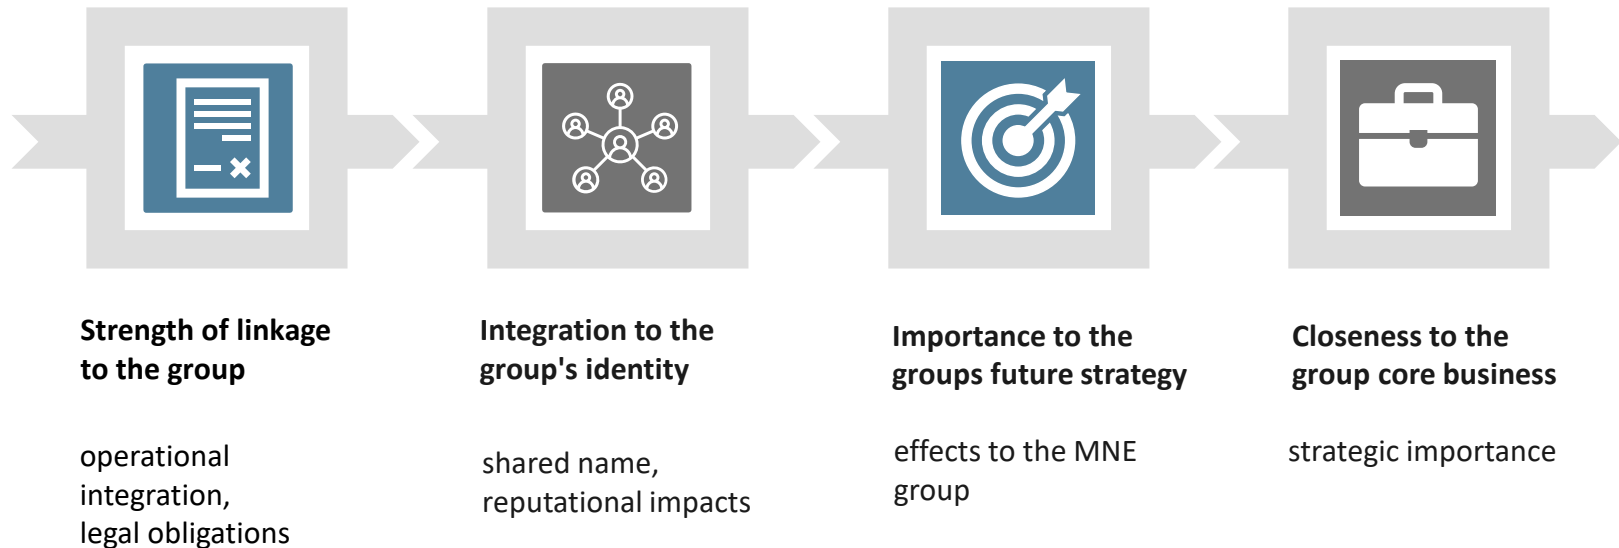 Strength of linkage
to the group
operational
integration,
legal obligations
Integration to the
group's identity
shared name,
reputational impacts
Importance to the
groups future strategy
effects to the MNE
group
Closeness to the
group core business
strategic importance